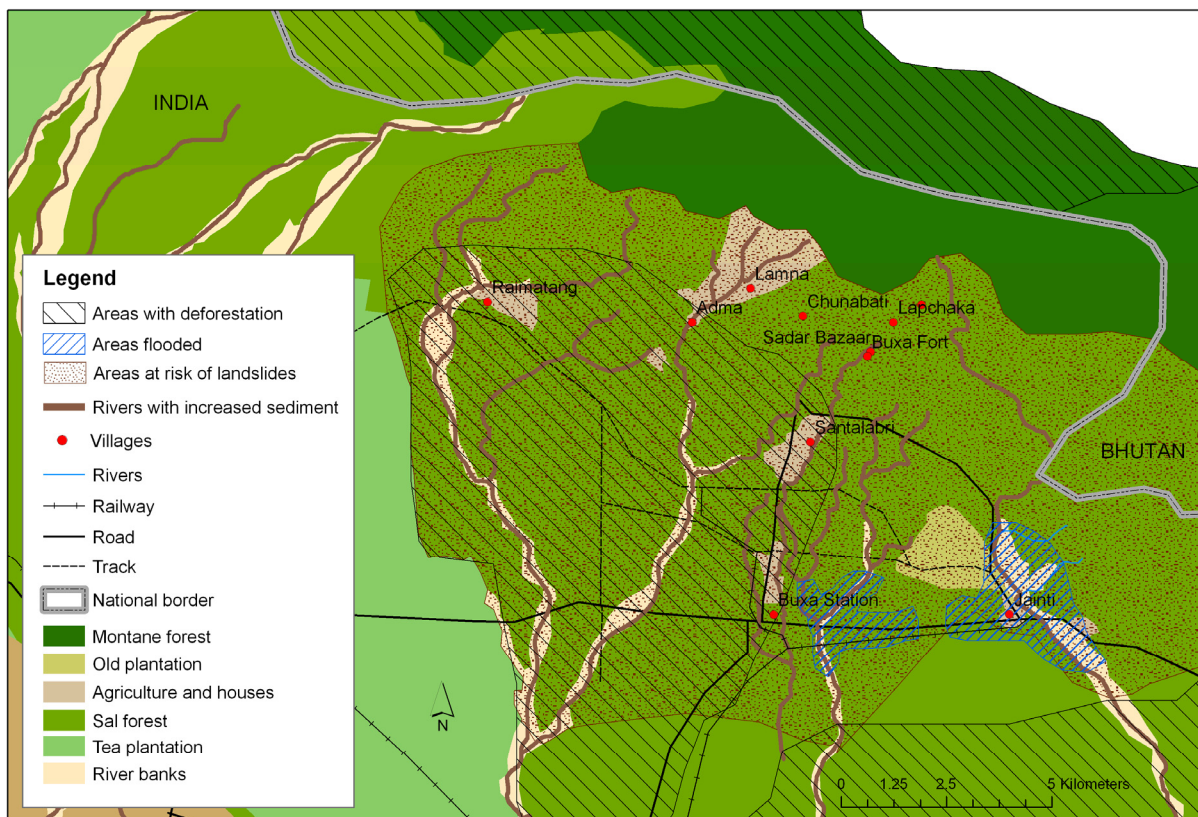 INDIA
Legend
Areas with deforestation
Areas flooded
Areas at risk of landslides
Rivers with increased sediment
Villages
Rivers
Railway
Road
Track
National border
Montane forest
Old plantation
Agriculture and houses
Sal forest
Tea plantation
River banks
Raimatang
Lamna
Adma
Chunabati
Lapchaka
Sadar Bazaar
Buxa Fort
Santalabri
BHUTAN
Buxa Station
Jainti
N
0 1.25 2.5 5 Kilometers